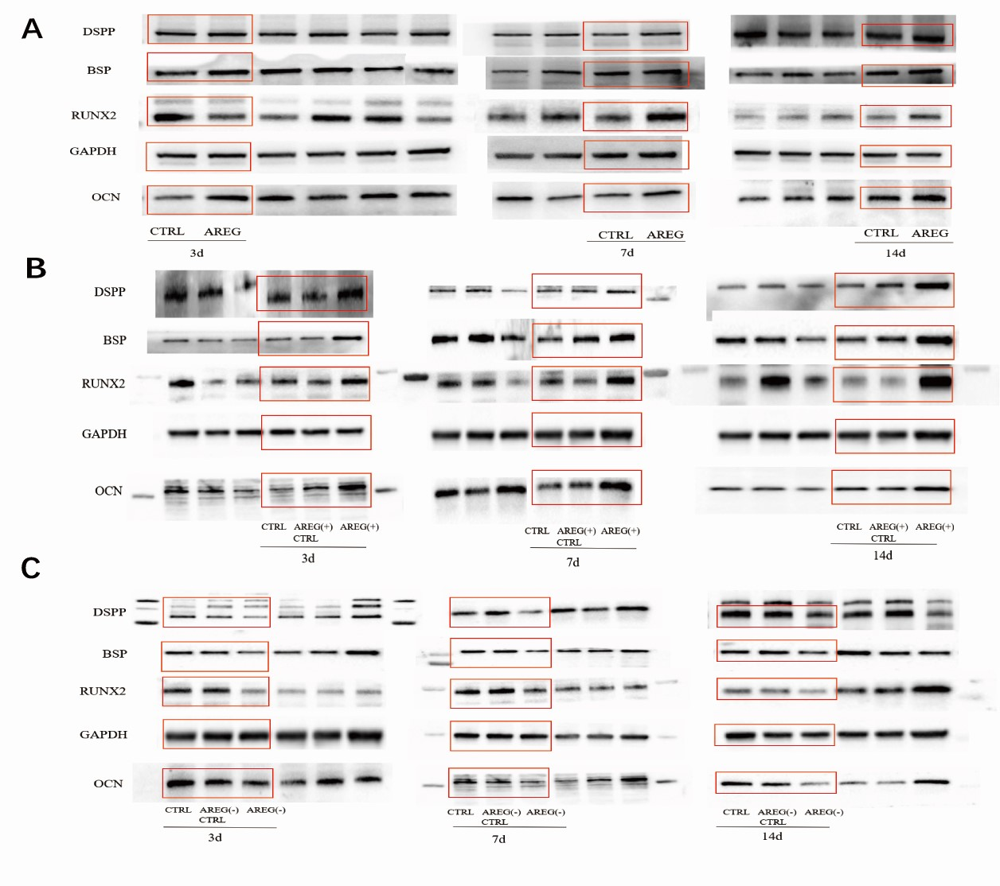 A
DSPP
BSP
RUNX2
GAPDH
OCN
CTRL AREG CTRL AREG CTRL AREG
3d 7d 14d
B
DSPP
BSP
RUNX2
GAPDH
OCN
CTRL AREG(+) AREG(+) CTRL AREG(+) AREG(+) CTRL AREG(+) AREG(+)
CTRL CTRL CTRL
3d 7d 14d
C
DSPP
BSP
RUNX2
GAPDH
OCN
CTRL AREG(-) AREG(-) CTRL AREG(-) AREG(-) CTRL AREG(-) AREG(-)
CTRL CTRL CTRL
3d 7d 14d